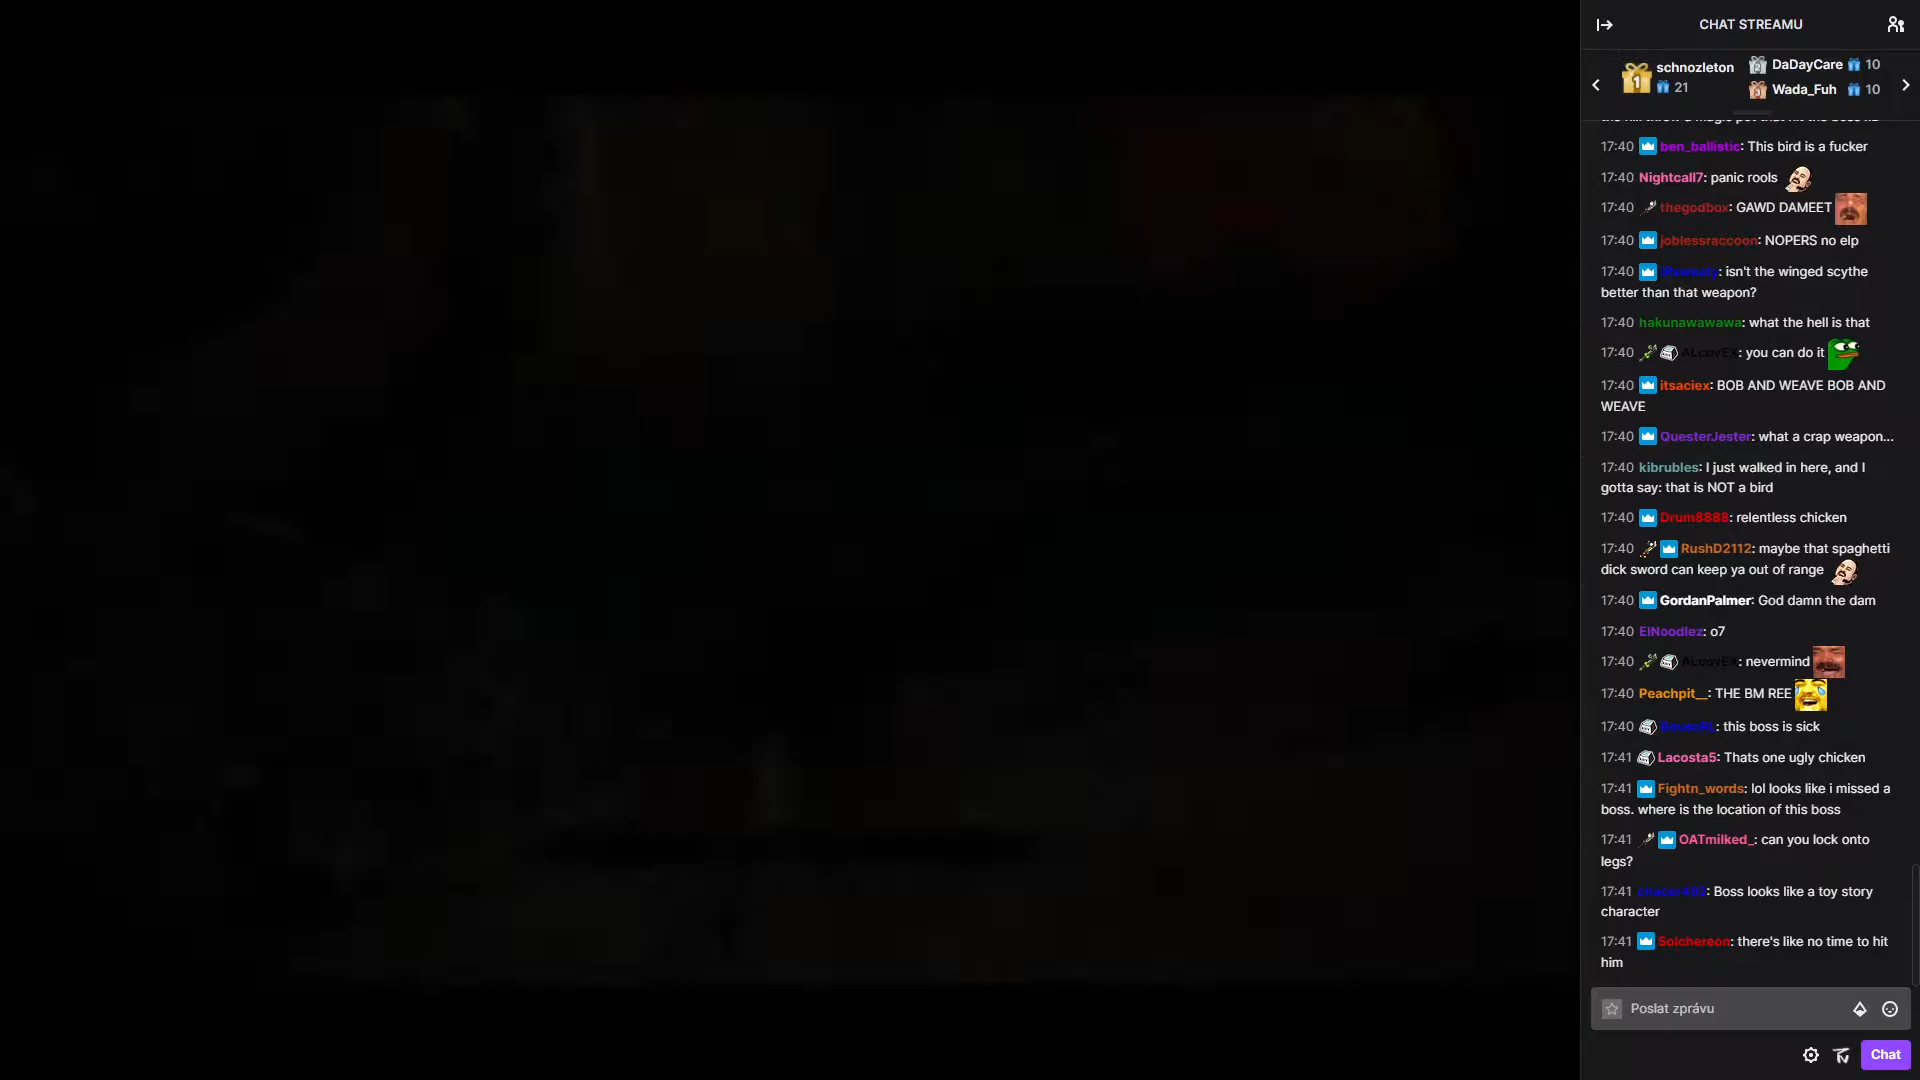 CHAT STREAMU
schnozleton
21
DaDayCare 10
Wada_Fuh 10
17:40 ben_ballistic: This bird is a fucker
17:40 Nightcall7: panic rools
17:40 thegodbox: GAWD DAMEET
17:40 joblessraccoon: NOPERS no elp
17:40 : isn't the winged scythe
better than that weapon?
17:40 hakunawawawa: what the hell is that
17:40 ALcovEX: you can do it
17:40 itsaciex: BOB AND WEAVE BOB AND
WEAVE
17:40 QuesterJester: what a crap weapon...
17:40 kibrubles: I just walked in here, and I
gotta say: that is NOT a bird
17:40 Drum8888: relentless chicken
17:40 RushD2112: maybe that spaghetti
dick sword can keep ya out of range
17:40 GordanPalmer: God damn the dam
17:40 ElNoodlez: o7
17:40 ALcovEX: nevermind
17:40 Peachpit__: THE BM REE
17:40 : this boss is sick
17:41 Lacosta5: Thats one ugly chicken
17:41 Fightn_words: lol looks like i missed a
boss. where is the location of this boss
17:41 OATmilked_: can you lock onto
legs?
17:41 : Boss looks like a toy story
character
17:41 Solchereon: there's like no time to hit
him
Poslat zprávu
Chat